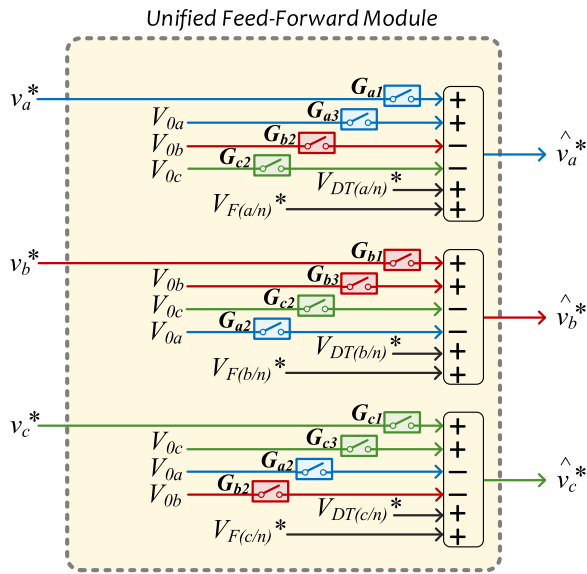 Unified Feed-Forward Module
v_a* G_a1 +
V_0a G_a3 +
V_0b G_b2 −
V_0c G_c2 −
V_DT(a/n)* +
V_F(a/n)* +
v̂_a*
v_b* G_b1 +
V_0b G_b3 +
V_0c G_c2 −
V_0a G_a2 −
V_DT(b/n)* +
V_F(b/n)* +
v̂_b*
v_c* G_c1 +
V_0c G_c3 +
V_0a G_a2 −
V_0b G_b2 −
V_DT(c/n)* +
V_F(c/n)* +
v̂_c*